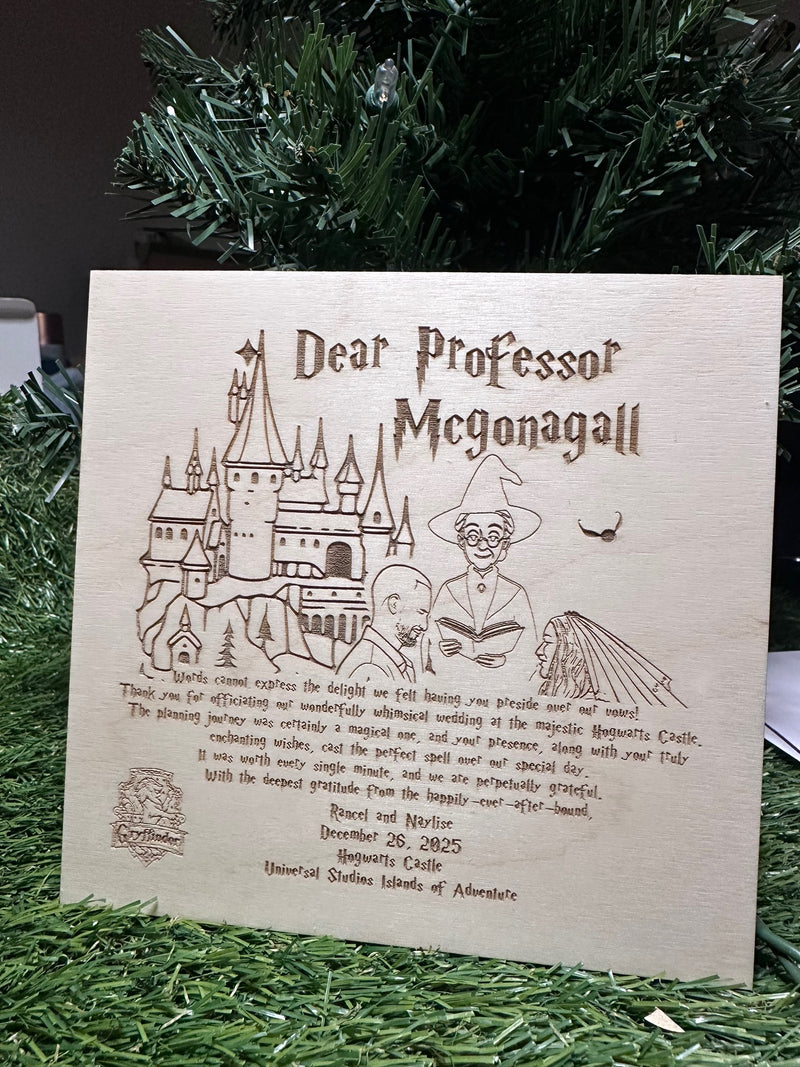 Dear Professor
Mcgonagall
Words cannot express the delight we felt having you preside over our vows!
Thank you for officiating our wonderfully whimsical wedding at the majestic Hogwarts Castle.
The planning journey was certainly a magical one, and your presence, along with your truly
enchanting wishes, cast the perfect spell over our special day.
It was worth every single minute, and we are perpetually grateful.
With the deepest gratitude from the happily-ever-after-bound,
Gryffindor
Rancel and Naylise
December 26, 2025
Hogwarts Castle
Universal Studios Islands of Adventure